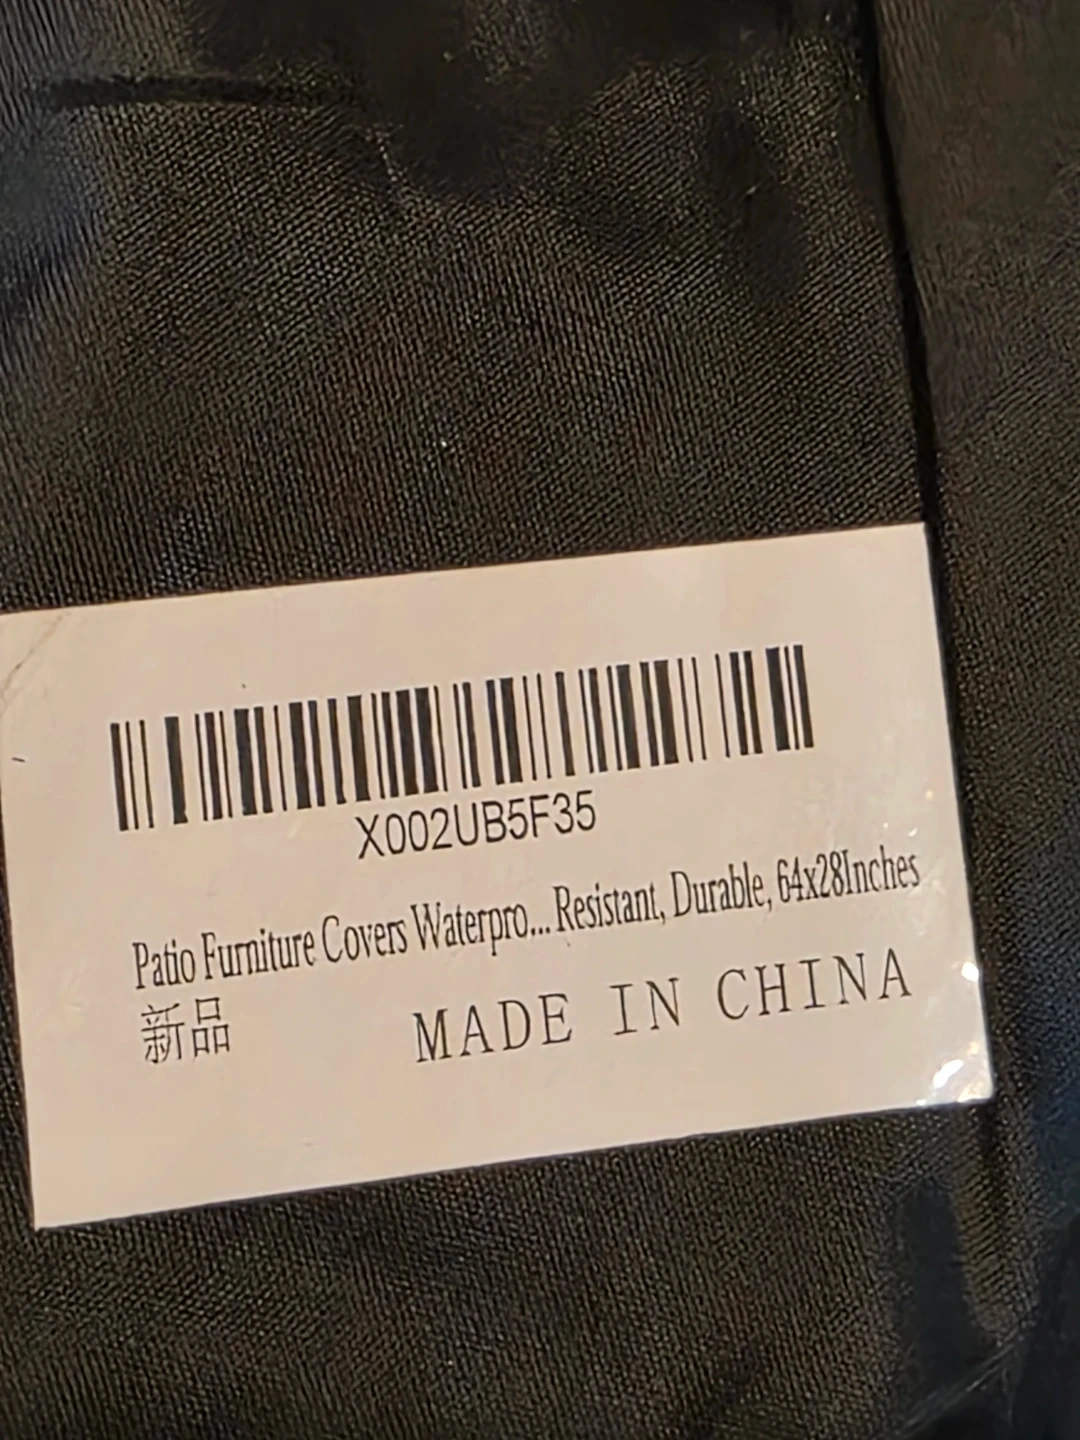 X002UB5F35
Patio Furniture Covers Waterpro... Resistant, Durable, 64x28Inches
新品 MADE IN CHINA